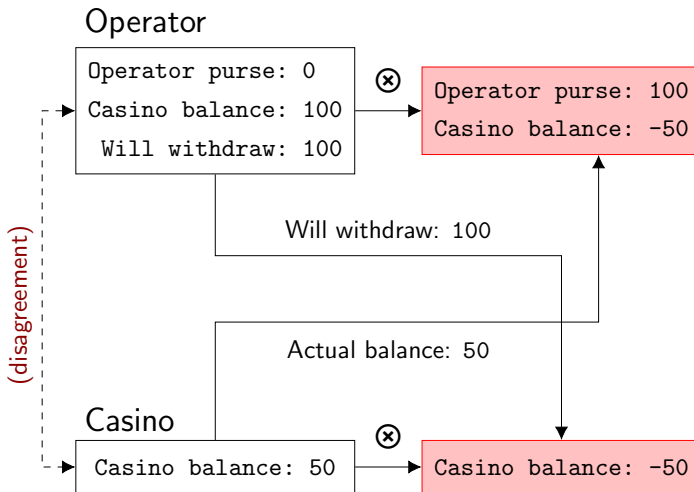 Operator
Operator purse: 0
Casino balance: 100
Will withdraw: 100
⊗
Operator purse: 100
Casino balance: -50
Will withdraw: 100
(disagreement)
Actual balance: 50
Casino
Casino balance: 50
⊗
Casino balance: -50